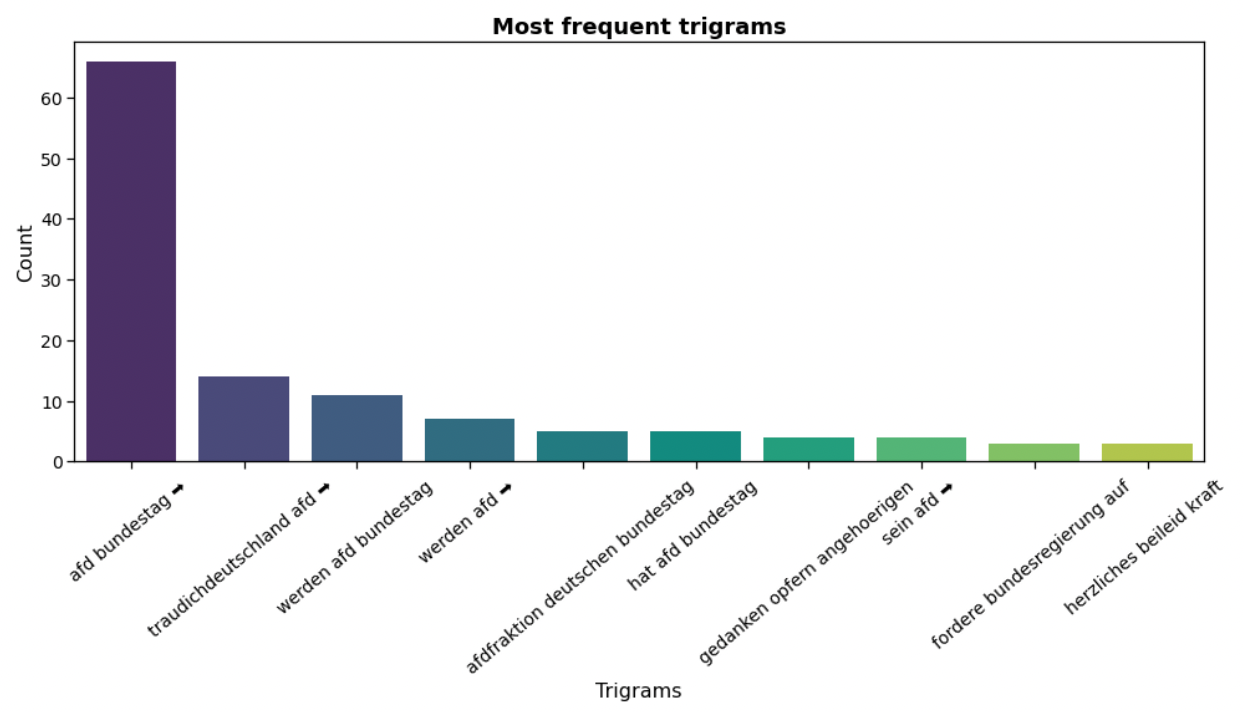 Most frequent trigrams
Count
60
50
40
30
20
10
0
afd bundestag ➡
traudichdeutschland afd ➡
werden afd bundestag
werden afd ➡
afdfraktion deutschen bundestag
hat afd bundestag
gedanken opfern angehoerigen
sein afd ➡
fordere bundesregierung auf
herzliches beileid kraft
Trigrams